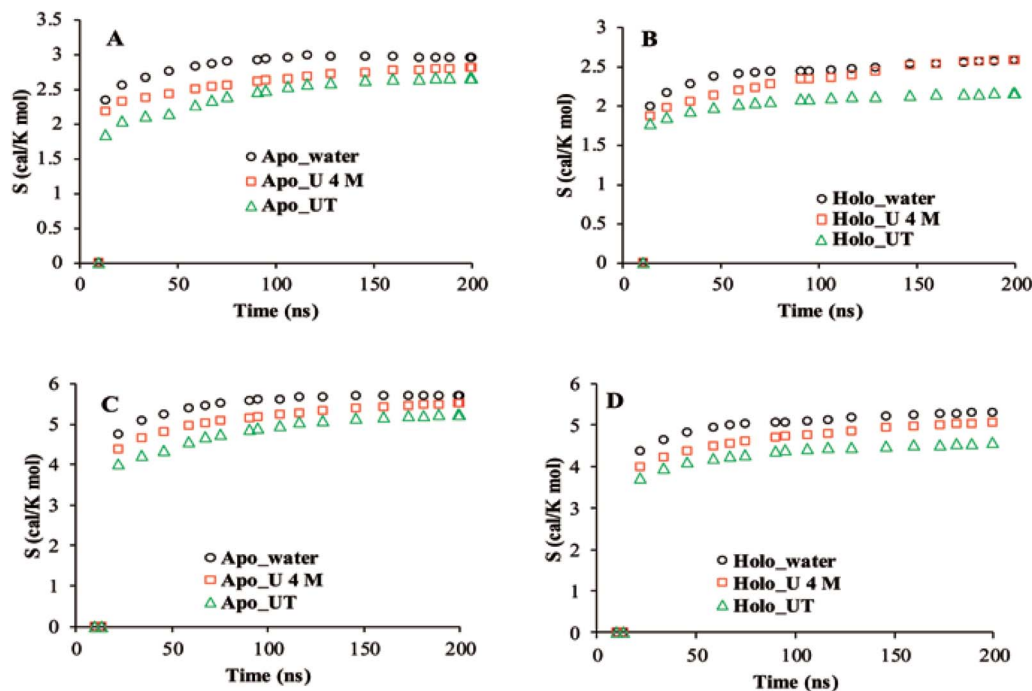 A
S (cal/K mol)
3.5
3
2.5
2
1.5
1
0.5
0
Apo_water
Apo_U 4 M
Apo_UT
0 50 100 150 200
Time (ns)
B
S (cal/K mol)
3
2.5
2
1.5
1
0.5
0
Holo_water
Holo_U 4 M
Holo_UT
0 50 100 150 200
Time (ns)
C
S (cal/K mol)
6
5
4
3
2
1
0
Apo_water
Apo_U 4 M
Apo_UT
0 50 100 150 200
Time (ns)
D
S (cal/K mol)
6
5
4
3
2
1
0
Holo_water
Holo_U 4 M
Holo_UT
0 50 100 150 200
Time (ns)